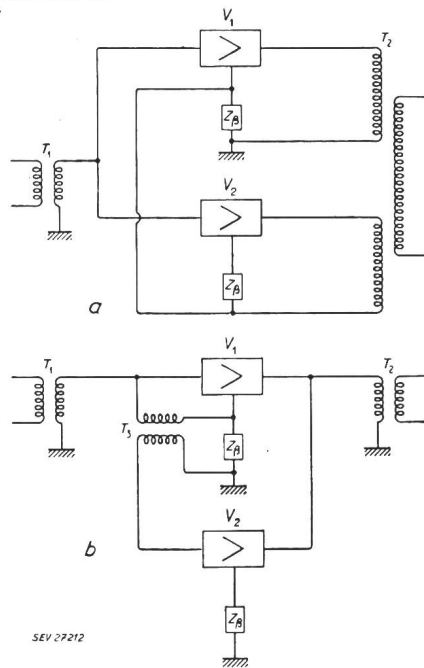 V₁
T₂
>
Zβ
T₁
V₂
>
Zβ
a
V₁
T₁
T₂
>
T₃
Zβ
V₂
b
>
Zβ
SEV 27212